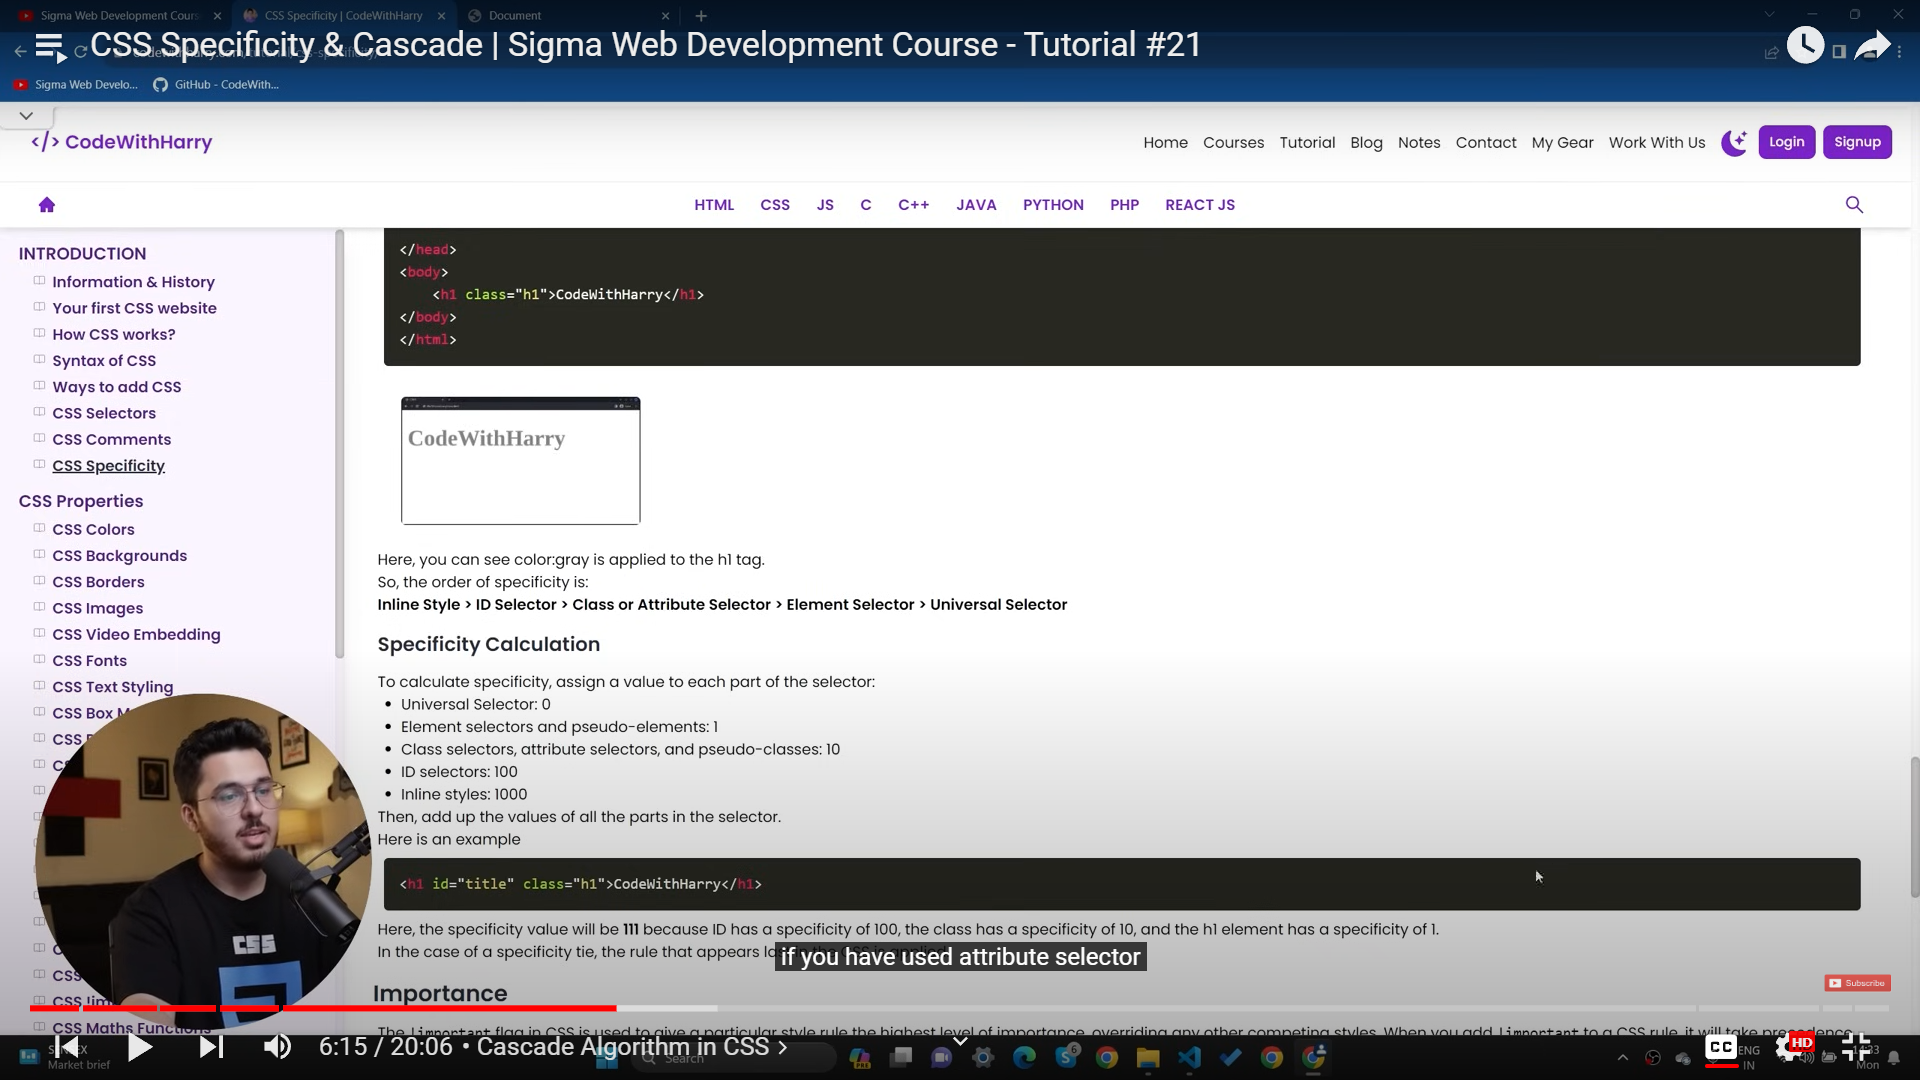 Sigma Web Development Cours
CSS Specificity | CodeWithHarry
Document
CSS Specificity & Cascade | Sigma Web Development Course - Tutorial #21
Sigma Web Develo...
GitHub - CodeWith...
</> CodeWithHarry
Home Courses Tutorial Blog Notes Contact My Gear Work With Us Login Signup
HTML CSS JS C C++ JAVA PYTHON PHP REACT JS
INTRODUCTION
Information & History
Your first CSS website
How CSS works?
Syntax of CSS
Ways to add CSS
CSS Selectors
CSS Comments
CSS Specificity
CSS Properties
CSS Colors
CSS Backgrounds
CSS Borders
CSS Images
CSS Video Embedding
CSS Fonts
CSS Text Styling
CSS Box
CSS
CSS !im
CSS Maths Functions
</head>
<body>
<h1 class="h1">CodeWithHarry</h1>
</body>
</html>
CodeWithHarry
Here, you can see color:gray is applied to the h1 tag.
So, the order of specificity is:
Inline Style > ID Selector > Class or Attribute Selector > Element Selector > Universal Selector
Specificity Calculation
To calculate specificity, assign a value to each part of the selector:
• Universal Selector: 0
• Element selectors and pseudo-elements: 1
• Class selectors, attribute selectors, and pseudo-classes: 10
• ID selectors: 100
• Inline styles: 1000
Then, add up the values of all the parts in the selector.
Here is an example
<h1 id="title" class="h1">CodeWithHarry</h1>
Here, the specificity value will be 111 because ID has a specificity of 100, the class has a specificity of 10, and the h1 element has a specificity of 1.
In the case of a specificity tie, the rule that appears
if you have used attribute selector
Subscribe
Importance
The !important flag in CSS is used to give a particular style rule the highest level of importance, overriding any other competing styles. When you add !important to a CSS rule, it will take precedence
CSS
6:15 / 20:06 • Cascade Algorithm in CSS >
Market brief
Search
6
CC
HD
ENG
IN
Mon